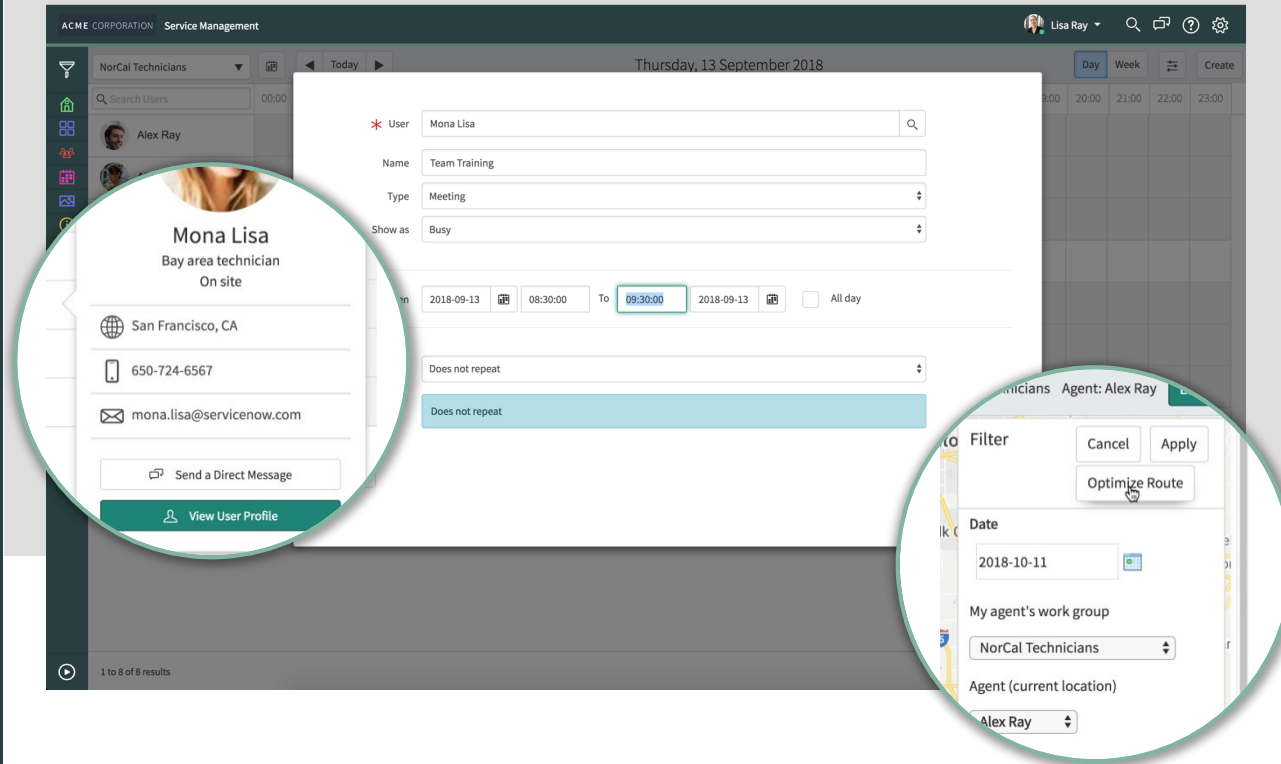 ACME CORPORATION Service Management
Lisa Ray
NorCal Technicians
Today
Thursday, 13 September 2018
Day Week Create
Search Users
00:00
20:00 21:00 22:00 23:00
Alex Ray
User Mona Lisa
Name Team Training
Type Meeting
Show as Busy
2018-09-13 08:30:00 To 09:30:00 2018-09-13 All day
Does not repeat
Does not repeat
1 to 8 of 8 results
Mona Lisa
Bay area technician
On site
San Francisco, CA
650-724-6567
mona.lisa@servicenow.com
Send a Direct Message
View User Profile
Agent: Alex Ray
Filter Cancel Apply
Optimize Route
Date
2018-10-11
My agent's work group
NorCal Technicians
Agent (current location)
Alex Ray